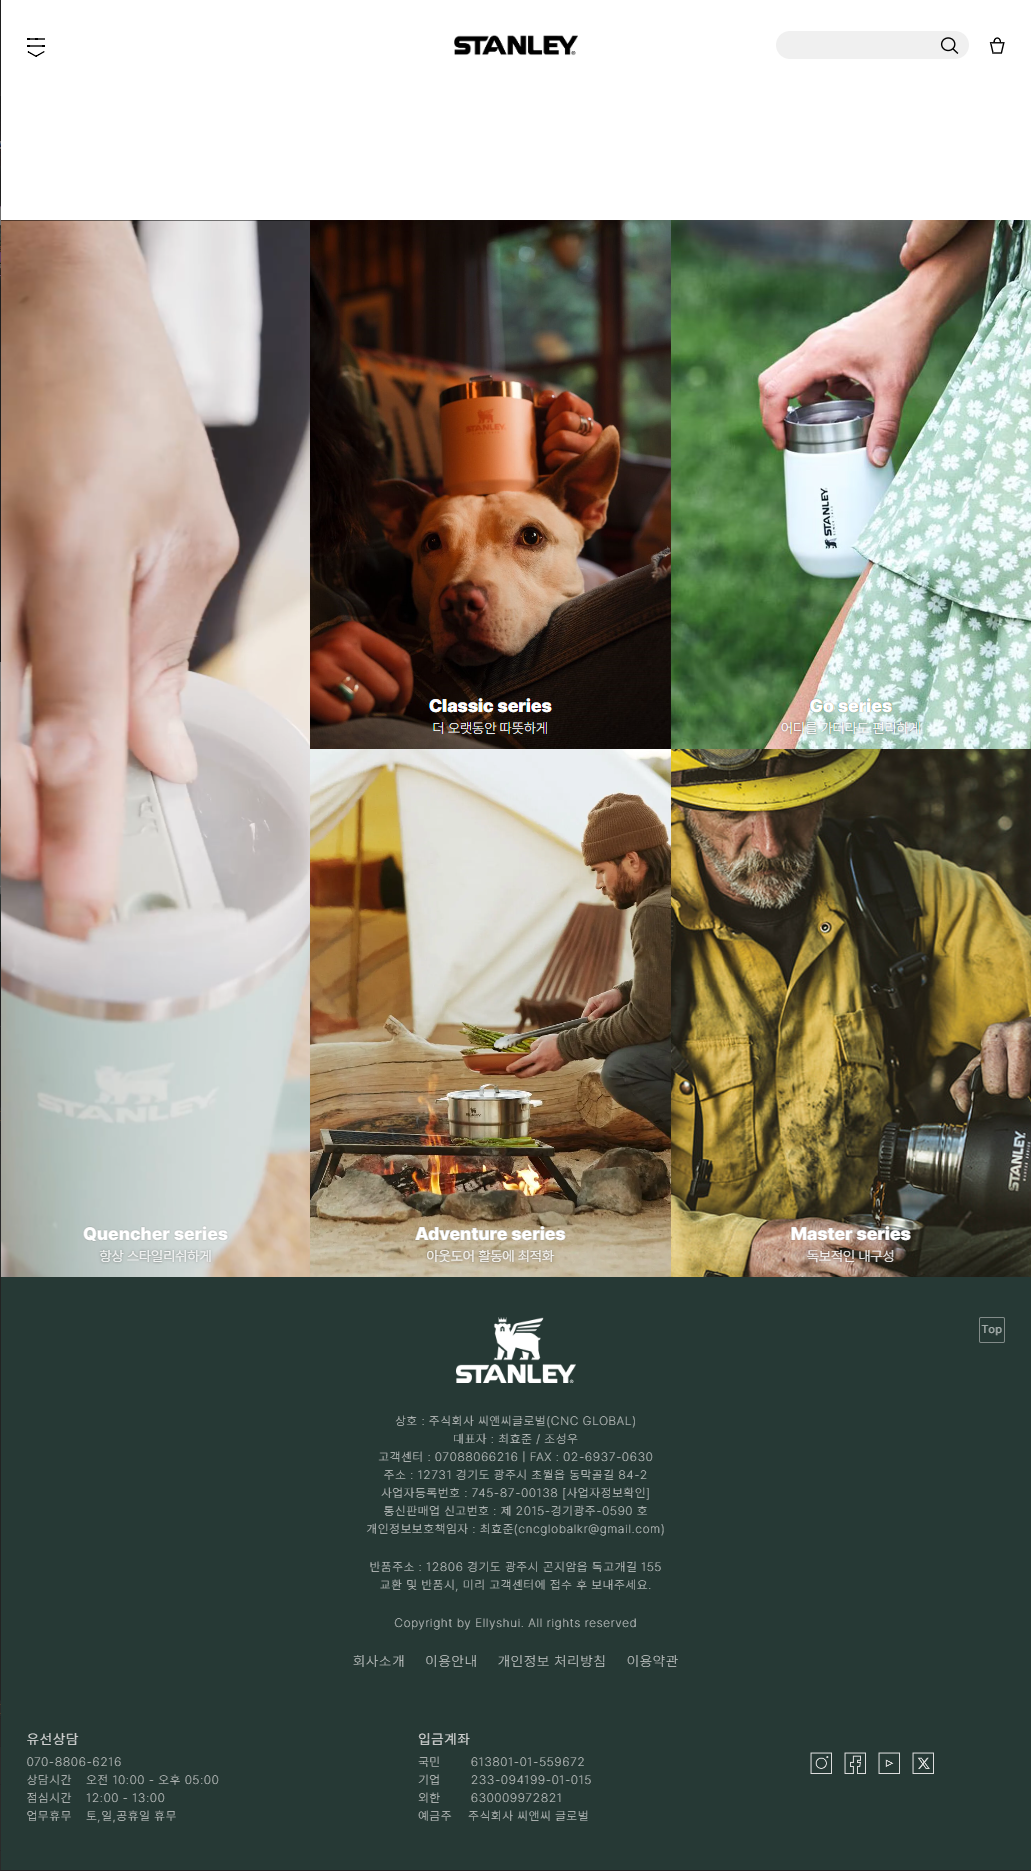 STANLEY
STANLEY
STANLEY
Classic series
더 오랫동안 따뜻하게
Go series
어디를 가더라도 편리하게
STANLEY
STANLEY
STANLEY
Quencher series
항상 스타일리쉬하게
Adventure series
아웃도어 활동에 최적화
Master series
독보적인 내구성
STANLEY
Top
상호 : 주식회사 씨앤씨글로벌(CNC GLOBAL)
대표자 : 최효준 / 조성우
고객센터 : 07088066216 | FAX : 02-6937-0630
주소 : 12731 경기도 광주시 초월읍 동막골길 84-2
사업자등록번호 : 745-87-00138 [사업자정보확인]
통신판매업 신고번호 : 제 2015-경기광주-0590 호
개인정보보호책임자 : 최효준(cncglobalkr@gmail.com)
반품주소 : 12806 경기도 광주시 곤지암읍 독고개길 155
교환 및 반품시, 미리 고객센터에 접수 후 보내주세요.
Copyright by Ellyshui. All rights reserved
회사소개 이용안내 개인정보 처리방침 이용약관
유선상담
070-8806-6216
상담시간 오전 10:00 - 오후 05:00
점심시간 12:00 - 13:00
업무휴무 토,일,공휴일 휴무
입금계좌
국민 613801-01-559672
기업 233-094199-01-015
외한 630009972821
예금주 주식회사 씨앤씨 글로벌